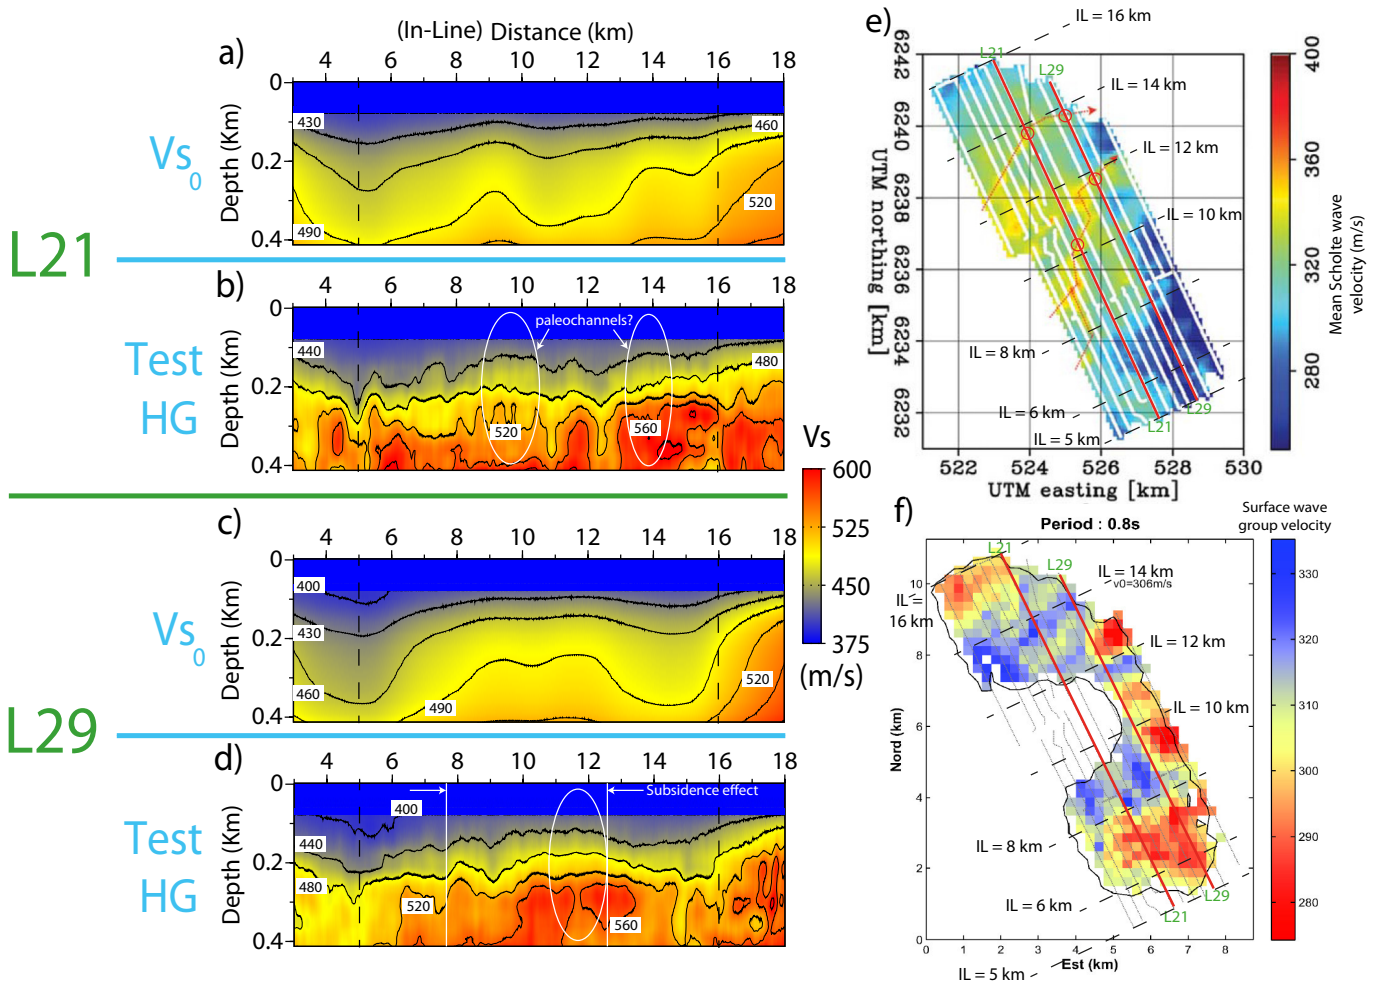 (In-Line) Distance (km)
a)
4 6 8 10 12 14 16 18
0
0.2
0.4
Depth (Km)
430
460
490
520
Vs0
L21
b)
4 6 8 10 12 14 16 18
0
0.2
0.4
Depth (Km)
paleochannels?
440
480
520
560
Test
HG
c)
4 6 8 10 12 14 16 18
0
0.2
0.4
Depth (Km)
400
430
460
490
520
Vs0
L29
d)
4 6 8 10 12 14 16 18
0
0.2
0.4
Depth (Km)
Subsidence effect
400
440
480
520
560
Test
HG
Vs
600
525
450
375
(m/s)
e)
IL = 16 km
L21
L29
IL = 14 km
IL = 12 km
IL = 10 km
IL = 8 km
IL = 6 km
IL = 5 km
L29
L21
6242
6240
6238
6236
6234
6232
UTM northing [km]
522 524 526 528 530
UTM easting [km]
400
360
320
280
Mean Scholte wave
velocity (m/s)
f)
Period : 0.8s
Surface wave
group velocity
L21
L29
IL = 14 km
v0=306m/s
IL =
16 km
IL = 12 km
IL = 10 km
IL = 8 km
IL = 6 km
IL = 5 km
L21
L29
10
8
6
4
2
0
Nord (km)
0 1 2 3 4 5 6 7 8
Est (km)
330
320
310
300
290
280